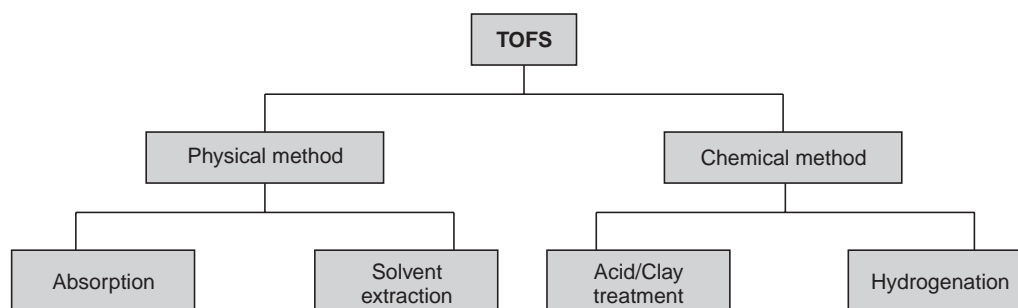 TOFS
Physical method
Chemical method
Absorption
Solvent
extraction
Acid/Clay
treatment
Hydrogenation